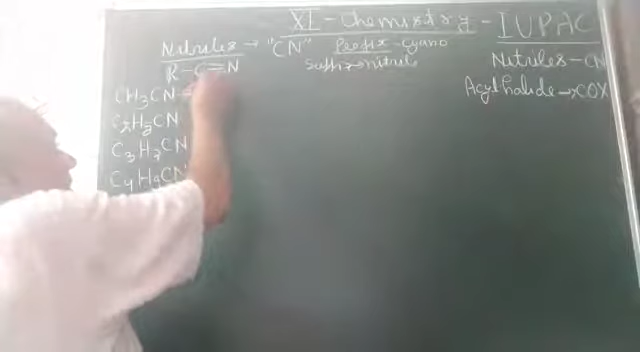 XI - Chemistry - IUPAC
Nitriles → "CN" Prefix - cyano
Suffix → nitrile
R - C ≡ N
Nitriles - CN
Acyl halide → COX
CH3CN
C2H5CN
C3H7CN
C4H9CN